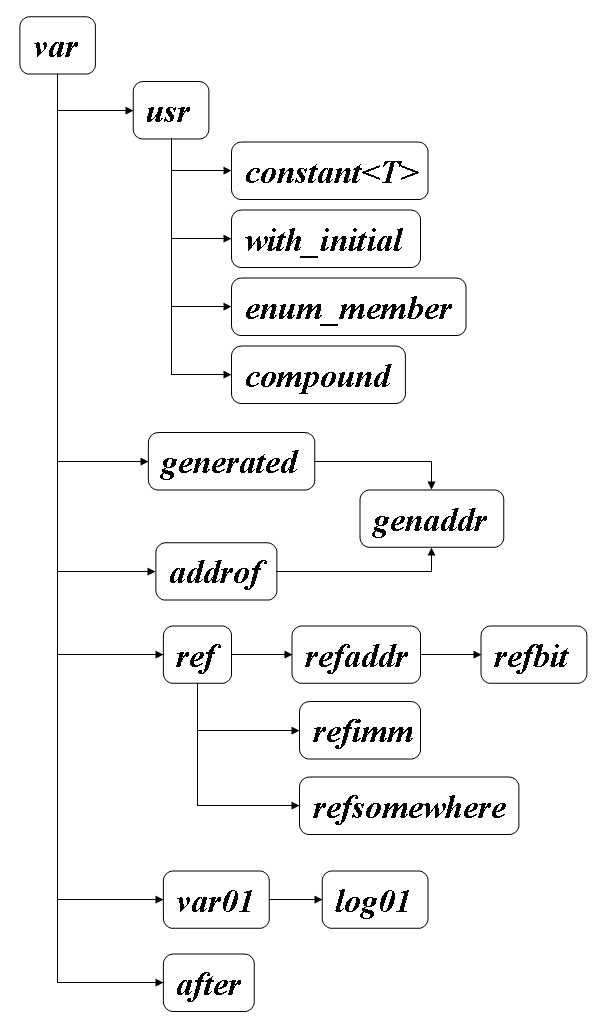 var
usr
constant<T>
with_initial
enum_member
compound
generated
genaddr
addrof
ref
refaddr
refbit
refimm
refsomewhere
var01
log01
after